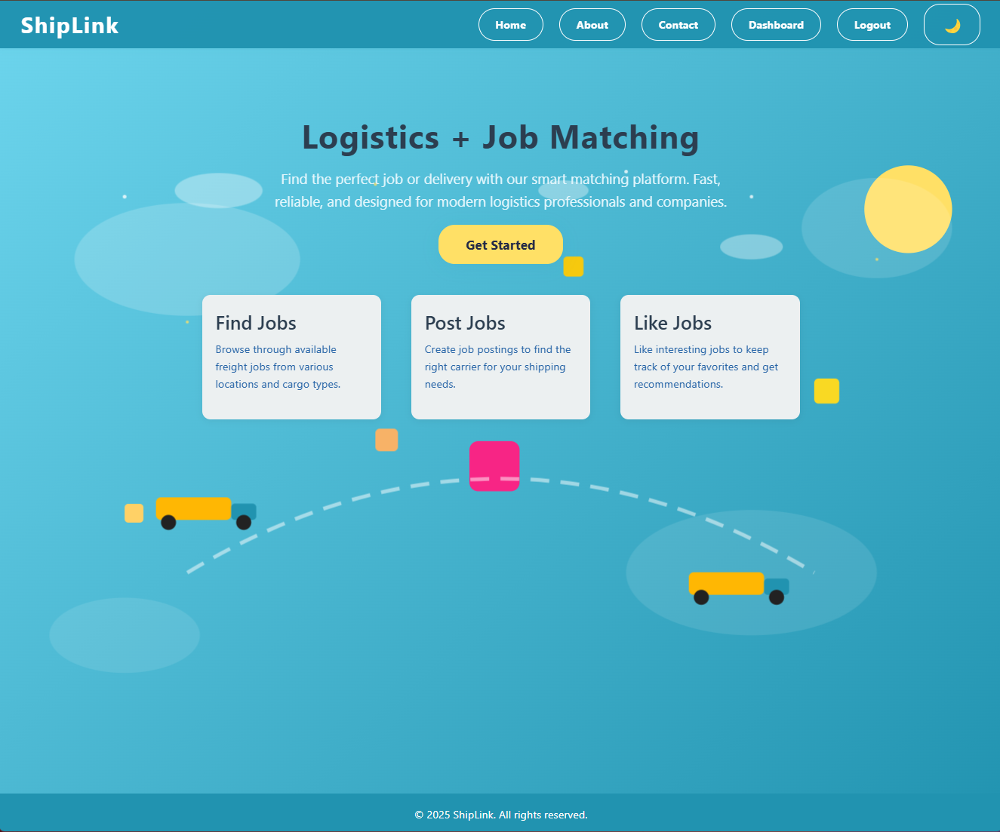 ShipLink
Home
About
Contact
Dashboard
Logout
Logistics + Job Matching
Find the perfect job or delivery with our smart matching platform. Fast,
reliable, and designed for modern logistics professionals and companies.
Get Started
Find Jobs
Browse through available
freight jobs from various
locations and cargo types.
Post Jobs
Create job postings to find the
right carrier for your shipping
needs.
Like Jobs
Like interesting jobs to keep
track of your favorites and get
recommendations.
© 2025 ShipLink. All rights reserved.